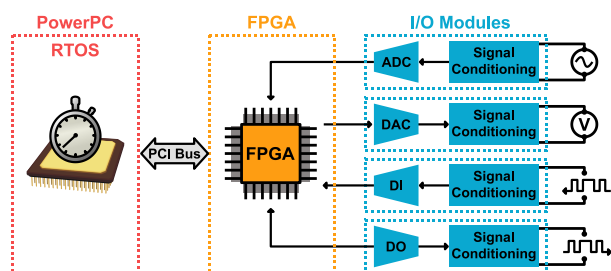 PowerPC
FPGA
I/O Modules
RTOS
PCI Bus
FPGA
ADC
Signal
Conditioning
DAC
Signal
Conditioning
V
DI
Signal
Conditioning
DO
Signal
Conditioning